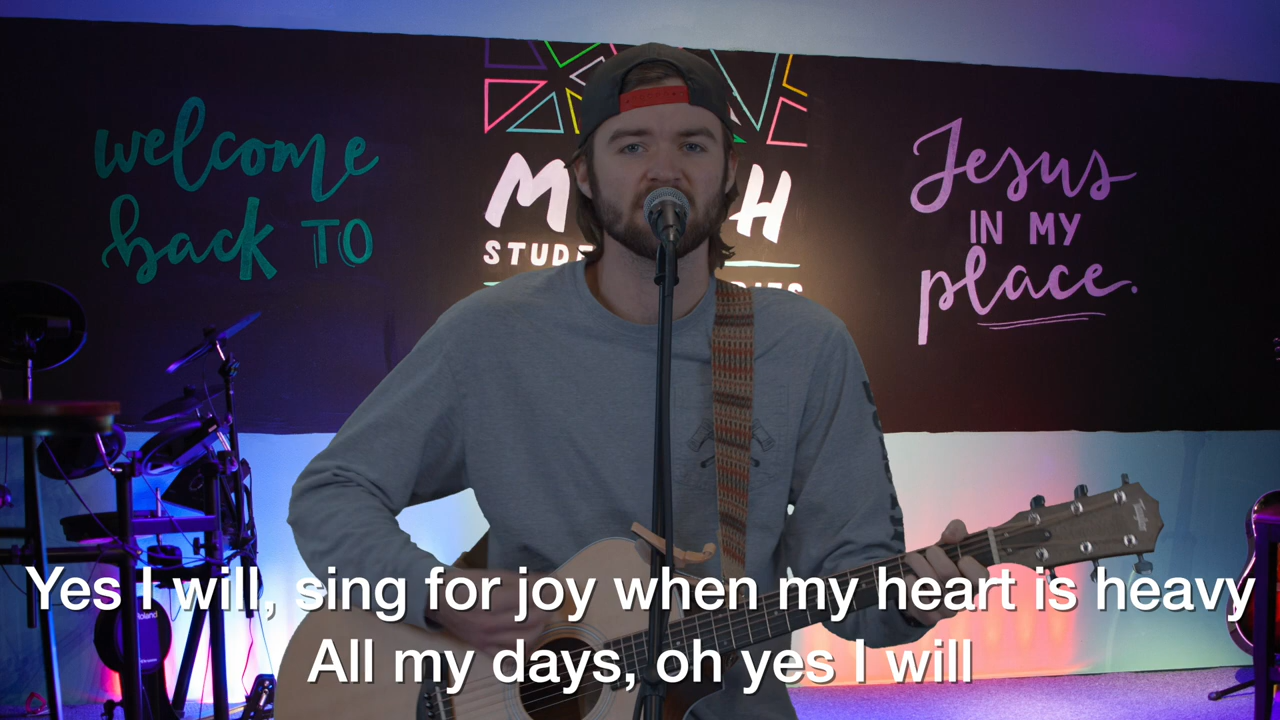 welcome
back TO
Jesus
IN MY
place.
Yes I will, sing for joy when my heart is heavy
All my days, oh yes I will
Roland